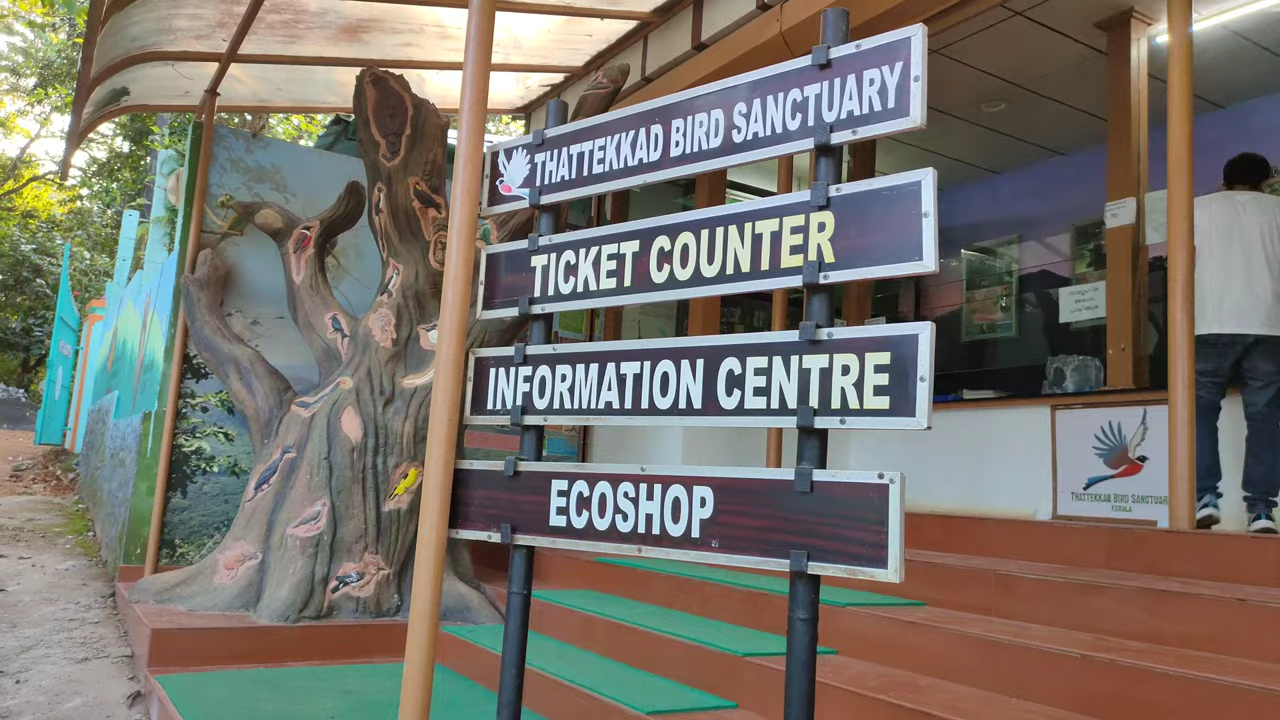 THATTEKKAD BIRD SANCTUARY
TICKET COUNTER
INFORMATION CENTRE
ECOSHOP
THATTEKKAD BIRD SANCTUARY
KERALA